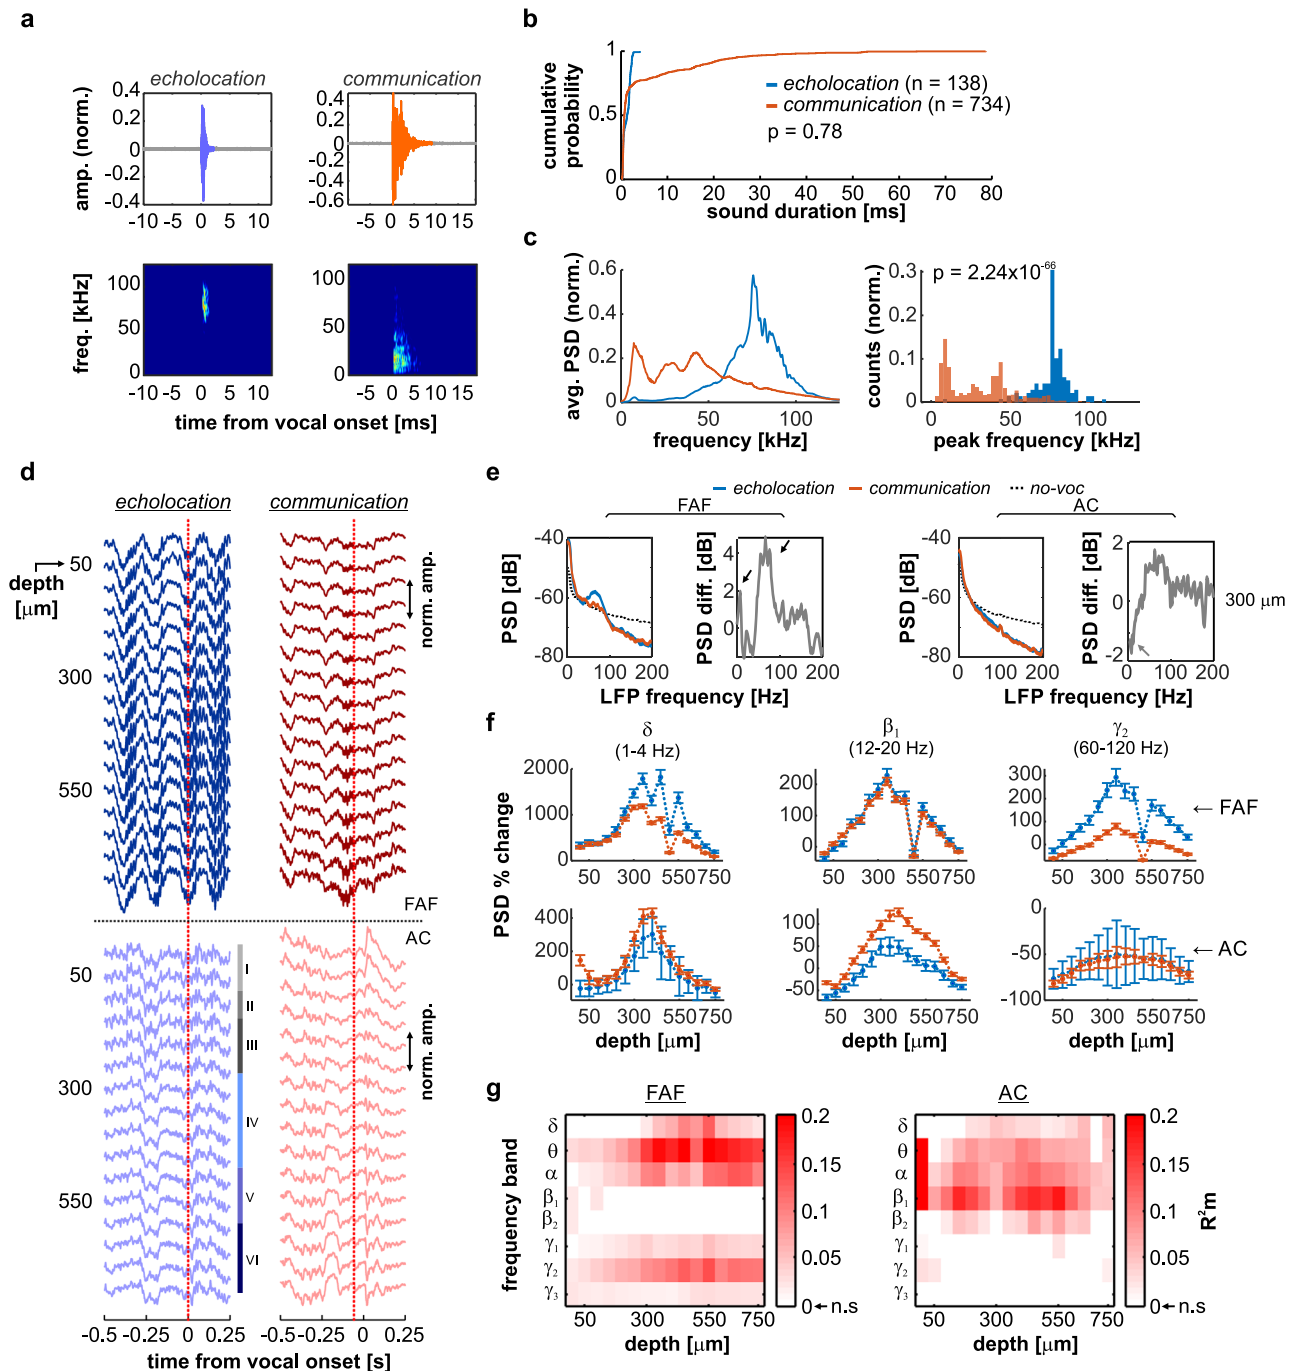 a
echolocation
communication
amp. (norm.)
0.4
0.2
0
-0.2
-0.4
0.4
0.2
0
-0.2
-0.4
-0.6
-10 -5 0 5 10
-5 0 5 10 15
freq. [kHz]
100
50
0
100
50
0
-10 -5 0 5 10
-5 0 5 10 15
time from vocal onset [ms]
b
cumulative
probability
1
0.5
0
echolocation (n = 138)
communication (n = 734)
p = 0.78
0 10 20 30 40 50 60 70 80
sound duration [ms]
c
avg. PSD (norm.)
0.6
0.4
0.2
0
0 50 100
frequency [kHz]
counts (norm.)
p = 2.24x10-66
0.3
0.2
0.1
0
0 50 100
peak frequency [kHz]
d
echolocation
communication
depth
[μm]
50
300
550
norm. amp.
FAF
AC
50
300
550
I
II
III
IV
V
VI
norm. amp.
-0.5 -0.25 0 0.25
-0.5 -0.25 0 0.25
time from vocal onset [s]
e
echolocation communication no-voc
FAF
AC
PSD [dB]
-40
-60
-80
0 100 200
PSD diff. [dB]
4
2
0
0 100 200
LFP frequency [Hz]
PSD [dB]
-40
-60
-80
0 100 200
PSD diff. [dB]
2
0
-2
0 100 200
LFP frequency [Hz]
300 μm
f
PSD % change
δ
(1-4 Hz)
β1
(12-20 Hz)
γ2
(60-120 Hz)
2000
1000
0
50 300 550 750
200
100
0
50 300 550 750
300
200
100
0
50 300 550 750
← FAF
400
200
0
50 300 550 750
100
50
0
-50
50 300 550 750
0
-50
-100
50 300 550 750
← AC
depth [μm]
depth [μm]
depth [μm]
g
FAF
AC
frequency band
δ
θ
α
β1
β2
γ1
γ2
γ3
50 300 550 750
depth [μm]
0.2
0.15
0.1
0.05
0 ← n.s
δ
θ
α
β1
β2
γ1
γ2
γ3
50 300 550 750
depth [μm]
0.2
0.15
0.1
0.05
0 ← n.s
R2m